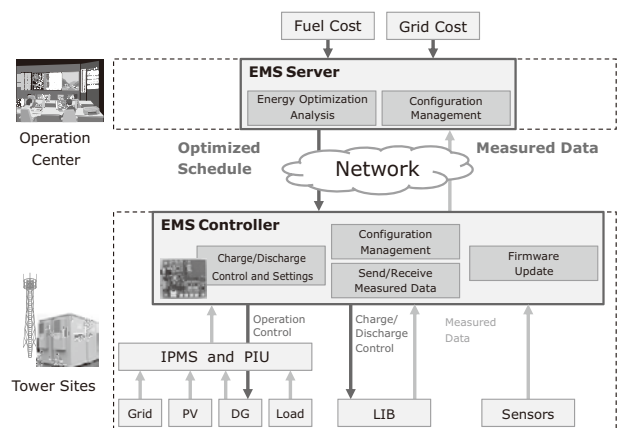 Fuel Cost
Grid Cost
EMS Server
Energy Optimization
Analysis
Configuration
Management
Operation
Center
Optimized
Schedule
Network
Measured Data
EMS Controller
Charge/Discharge
Control and Settings
Configuration
Management
Send/Receive
Measured Data
Firmware
Update
Operation
Control
Charge/
Discharge
Control
Measured
Data
IPMS and PIU
Tower Sites
Grid
PV
DG
Load
LIB
Sensors